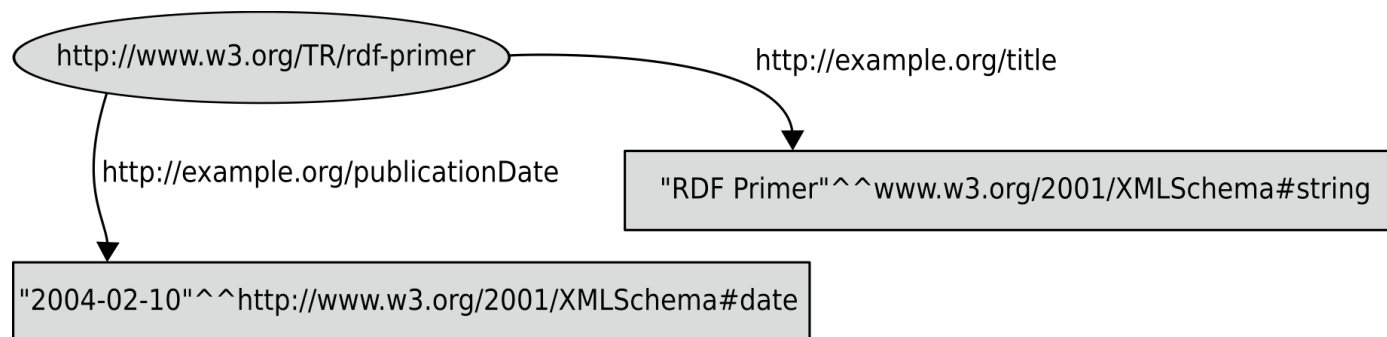 http://www.w3.org/TR/rdf-primer
http://example.org/title
http://example.org/publicationDate
"RDF Primer"^^www.w3.org/2001/XMLSchema#string
"2004-02-10"^^http://www.w3.org/2001/XMLSchema#date